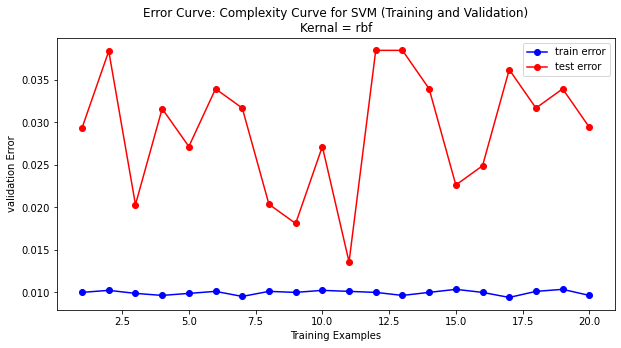 Error Curve: Complexity Curve for SVM (Training and Validation)
Kernal = rbf
train error
test error
validation Error
0.035
0.030
0.025
0.020
0.015
0.010
2.5
5.0
7.5
10.0
12.5
15.0
17.5
20.0
Training Examples